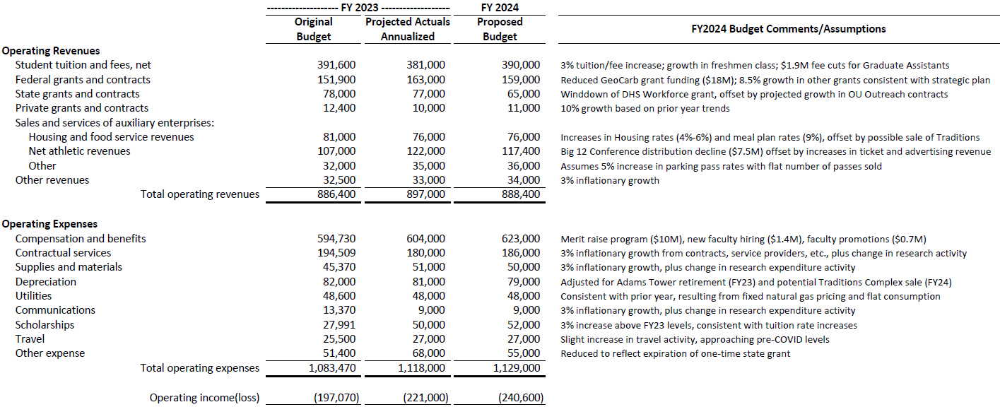 -------------------- FY 2023 -------------------- FY 2024
Original Projected Actuals Proposed
Budget Annualized Budget FY2024 Budget Comments/Assumptions
Operating Revenues
Student tuition and fees, net 391,600 381,000 390,000 3% tuition/fee increase; growth in freshmen class; $1.9M fee cuts for Graduate Assistants
Federal grants and contracts 151,900 163,000 159,000 Reduced GeoCarb grant funding ($18M); 8.5% growth in other grants consistent with strategic plan
State grants and contracts 78,000 77,000 65,000 Winddown of DHS Workforce grant, offset by projected growth in OU Outreach contracts
Private grants and contracts 12,400 10,000 11,000 10% growth based on prior year trends
Sales and services of auxiliary enterprises:
Housing and food service revenues 81,000 76,000 76,000 Increases in Housing rates (4%-6%) and meal plan rates (9%), offset by possible sale of Traditions
Net athletic revenues 107,000 122,000 117,400 Big 12 Conference distribution decline ($7.5M) offset by increases in ticket and advertising revenue
Other 32,000 35,000 36,000 Assumes 5% increase in parking pass rates with flat number of passes sold
Other revenues 32,500 33,000 34,000 3% inflationary growth
Total operating revenues 886,400 897,000 888,400
Operating Expenses
Compensation and benefits 594,730 604,000 623,000 Merit raise program ($10M), new faculty hiring ($1.4M), faculty promotions ($0.7M)
Contractual services 194,509 180,000 186,000 3% inflationary growth from contracts, service providers, etc., plus change in research activity
Supplies and materials 45,370 51,000 50,000 3% inflationary growth, plus change in research expenditure activity
Depreciation 82,000 81,000 79,000 Adjusted for Adams Tower retirement (FY23) and potential Traditions Complex sale (FY24)
Utilities 48,600 48,000 48,000 Consistent with prior year, resulting from fixed natural gas pricing and flat consumption
Communications 13,370 9,000 9,000 3% inflationary growth, plus change in research expenditure activity
Scholarships 27,991 50,000 52,000 3% increase above FY23 levels, consistent with tuition rate increases
Travel 25,500 27,000 27,000 Slight increase in travel activity, approaching pre-COVID levels
Other expense 51,400 68,000 55,000 Reduced to reflect expiration of one-time state grant
Total operating expenses 1,083,470 1,118,000 1,129,000
Operating income(loss) (197,070) (221,000) (240,600)